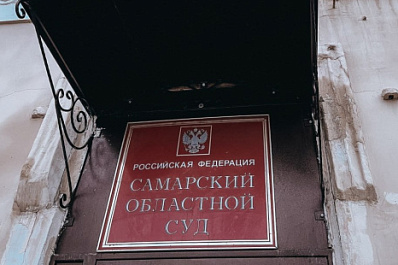 РОССИЙСКАЯ ФЕДЕРАЦИЯ
САМАРСКИЙ
ОБЛАСТНОЙ
СУД